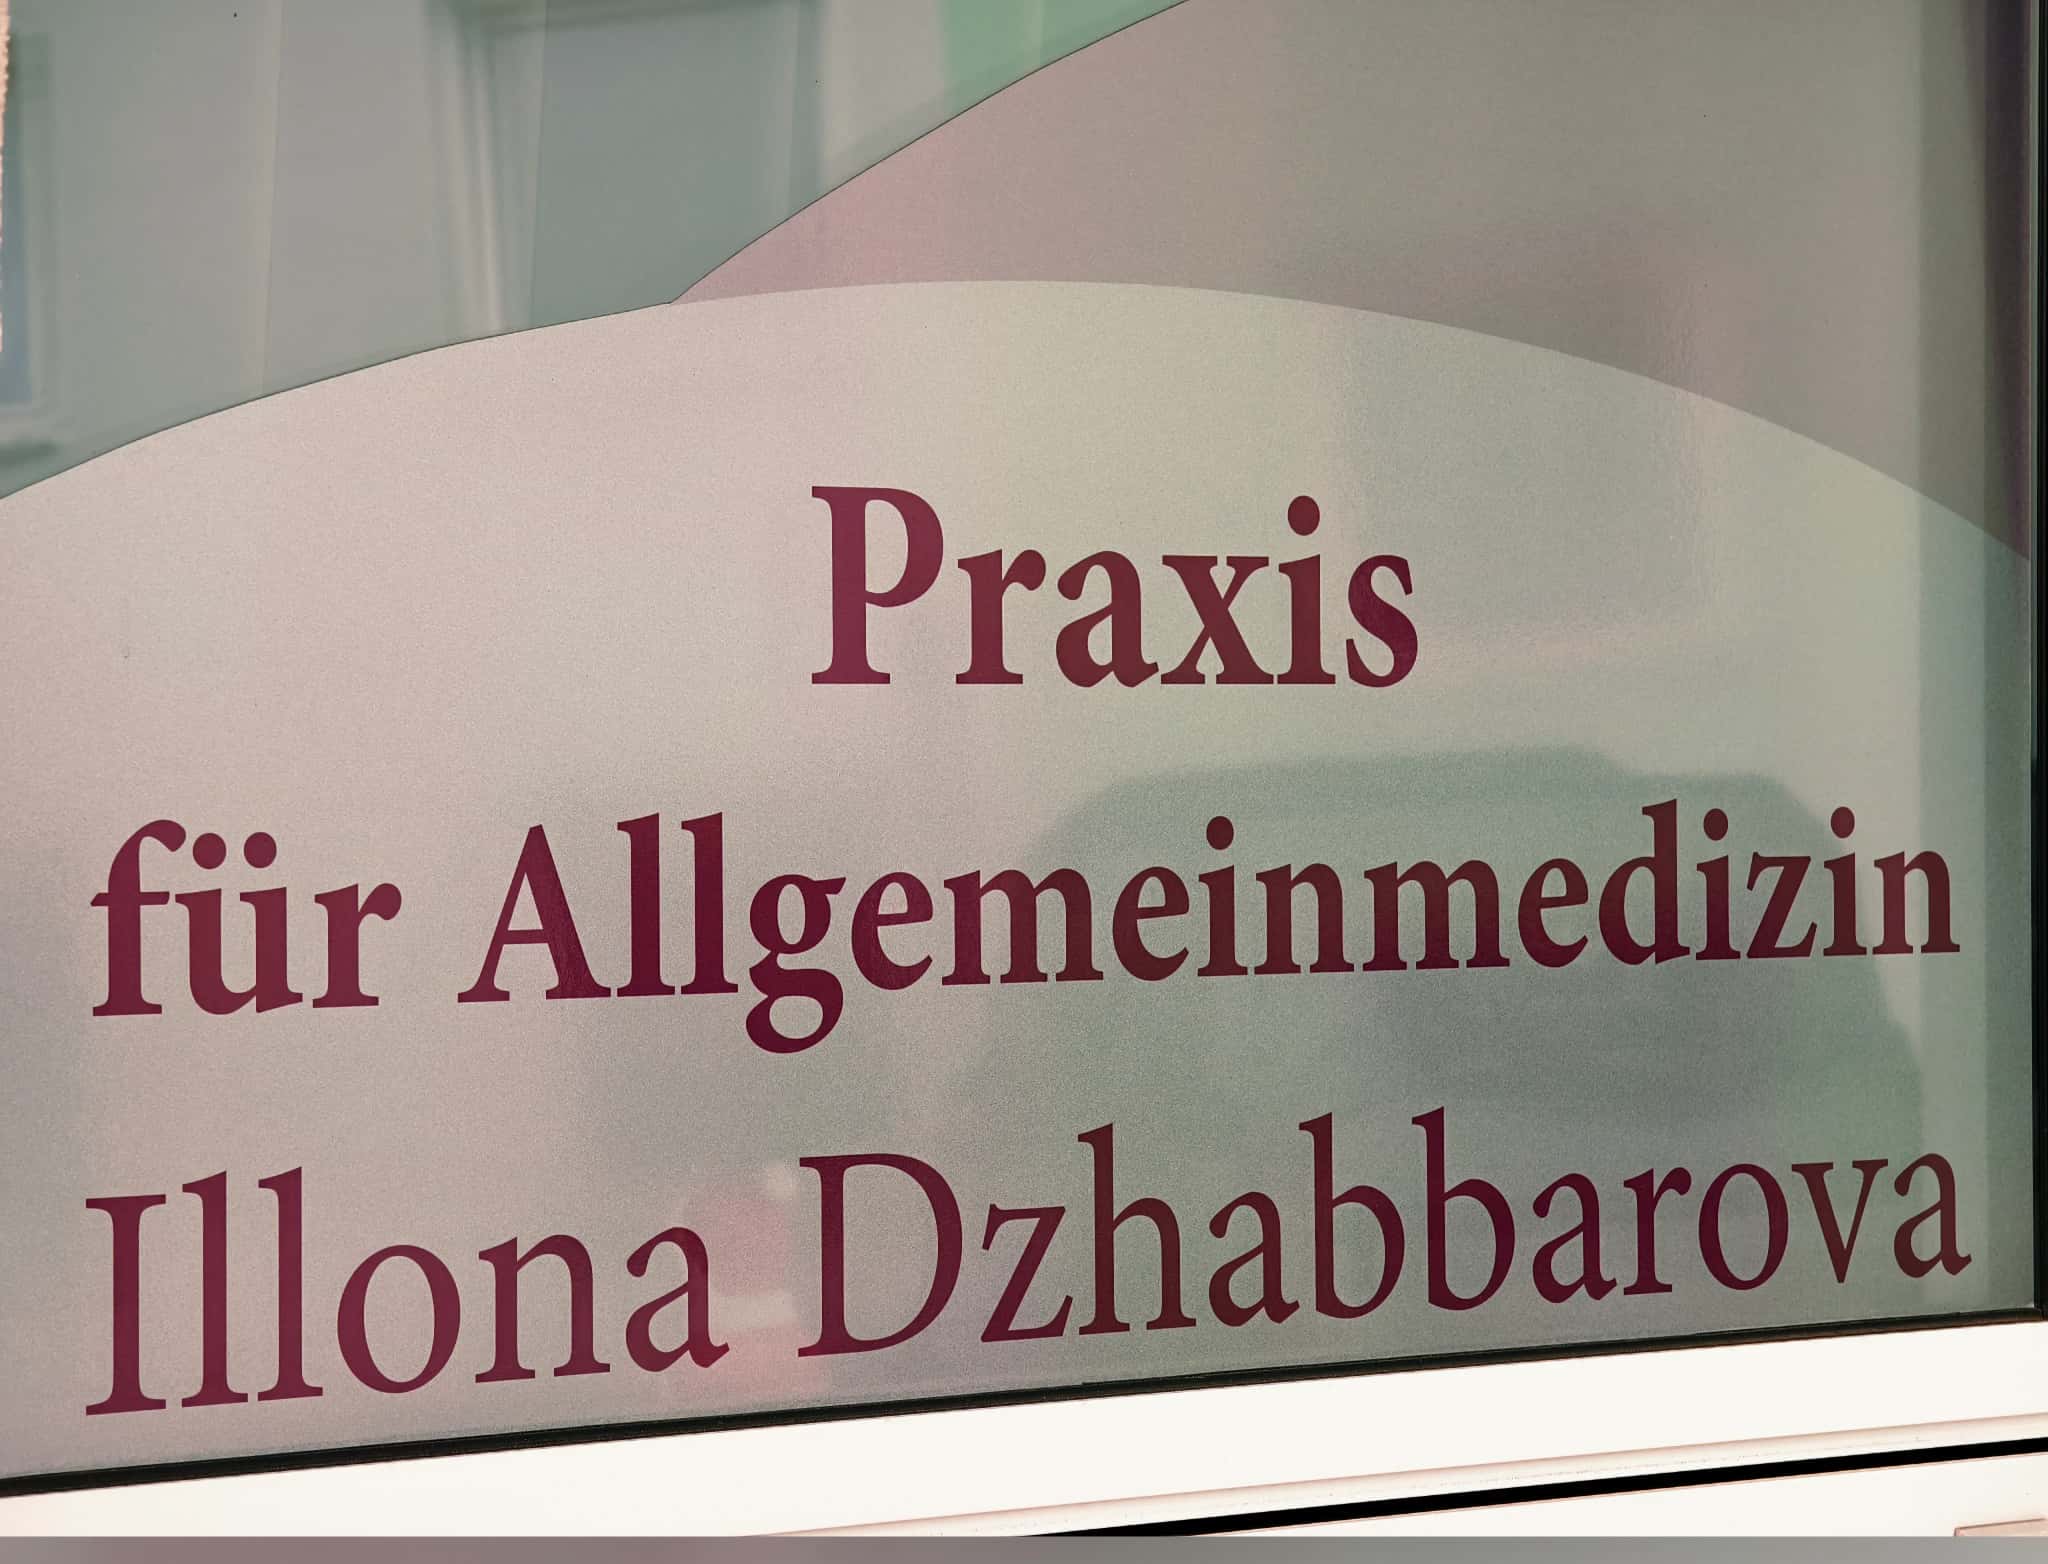 Praxis
für Allgemeinmedizin
Illona Dzhabbarova